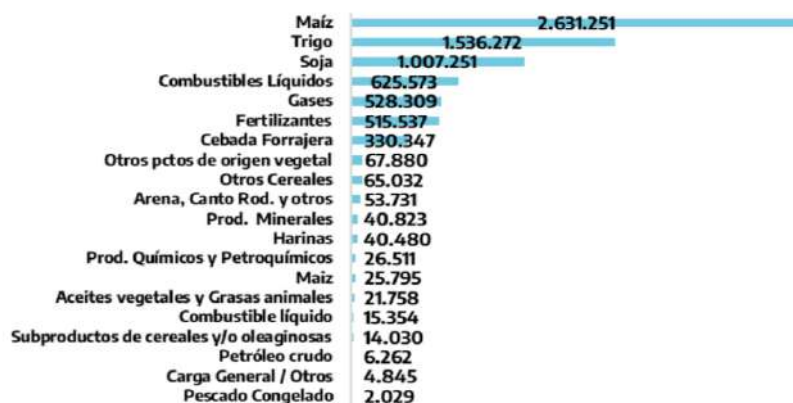 Maíz 2.631.251
Trigo 1.536.272
Soja 1.007.251
Combustibles Líquidos 625.573
Gases 528.309
Fertilizantes 515.537
Cebada Forrajera 330.347
Otros pctos de origen vegetal 67.880
Otros Cereales 65.032
Arena, Canto Rod. y otros 53.731
Prod. Minerales 40.823
Harinas 40.480
Prod. Químicos y Petroquímicos 26.511
Maiz 25.795
Aceites vegetales y Grasas animales 21.758
Combustible líquido 15.354
Subproductos de cereales y/o oleaginosas 14.030
Petróleo crudo 6.262
Carga General / Otros 4.845
Pescado Congelado 2.029